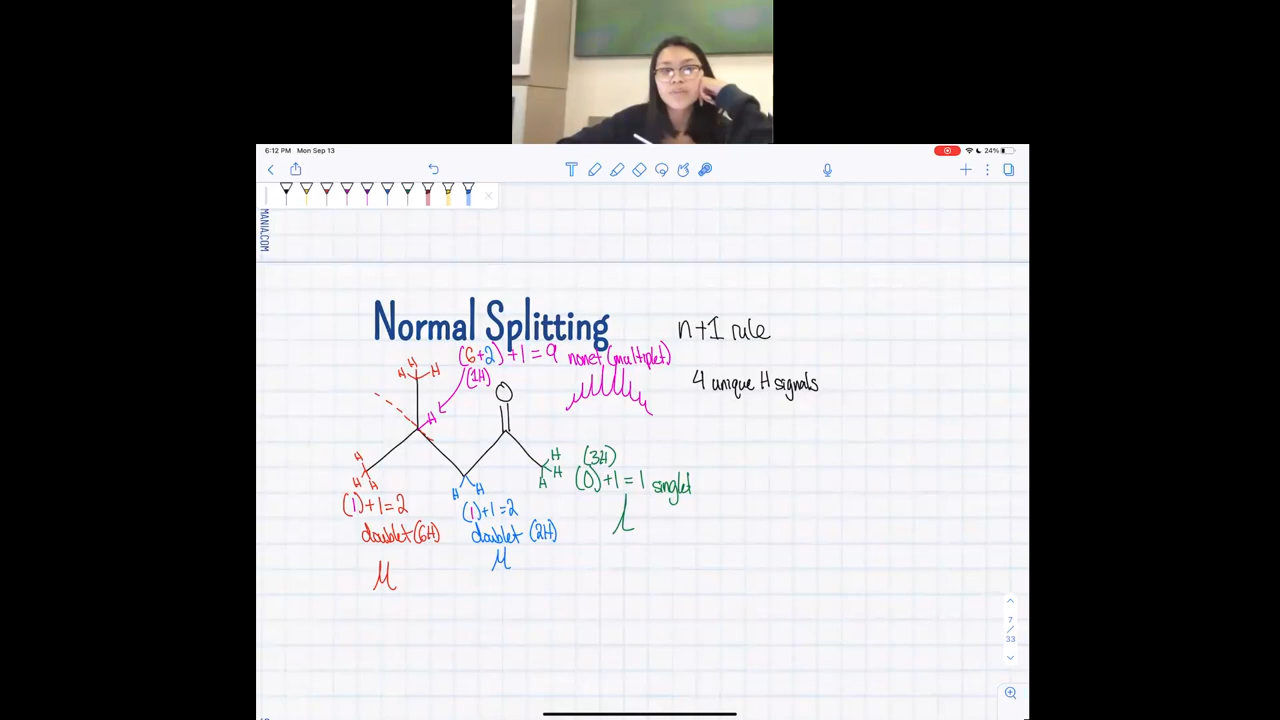 6:12 PM Mon Sep 13
24%
T
MANIA.COM
Normal Splitting
n+1 rule
(6+2)+1=9 nonet (multiplet)
(1H)
4 unique H signals
H
H H
H
O
H
H H
H H
H
H H
(3H)
(0)+1=1 singlet
(1)+1=2
doublet (6H)
(1)+1=2
doublet (2H)
7
/
33